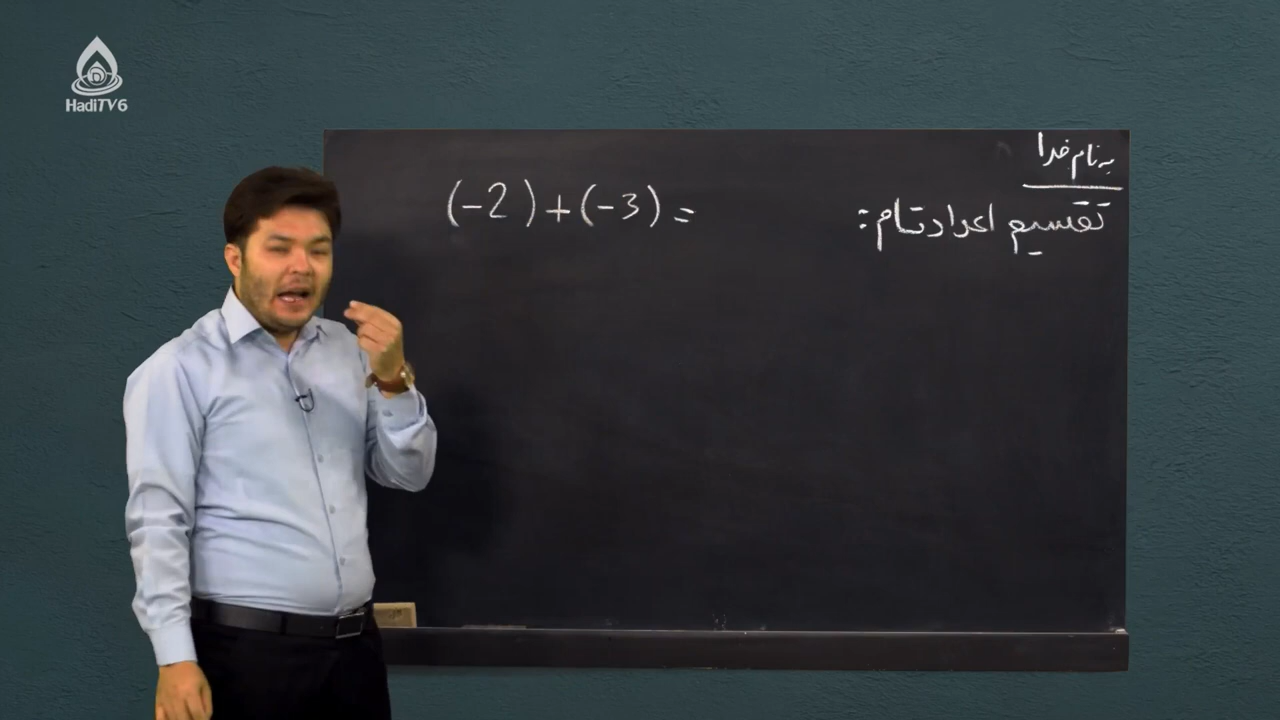 HadiTV6
به نام خدا
تقسیم اعداد تام:
(-2)+(-3)=